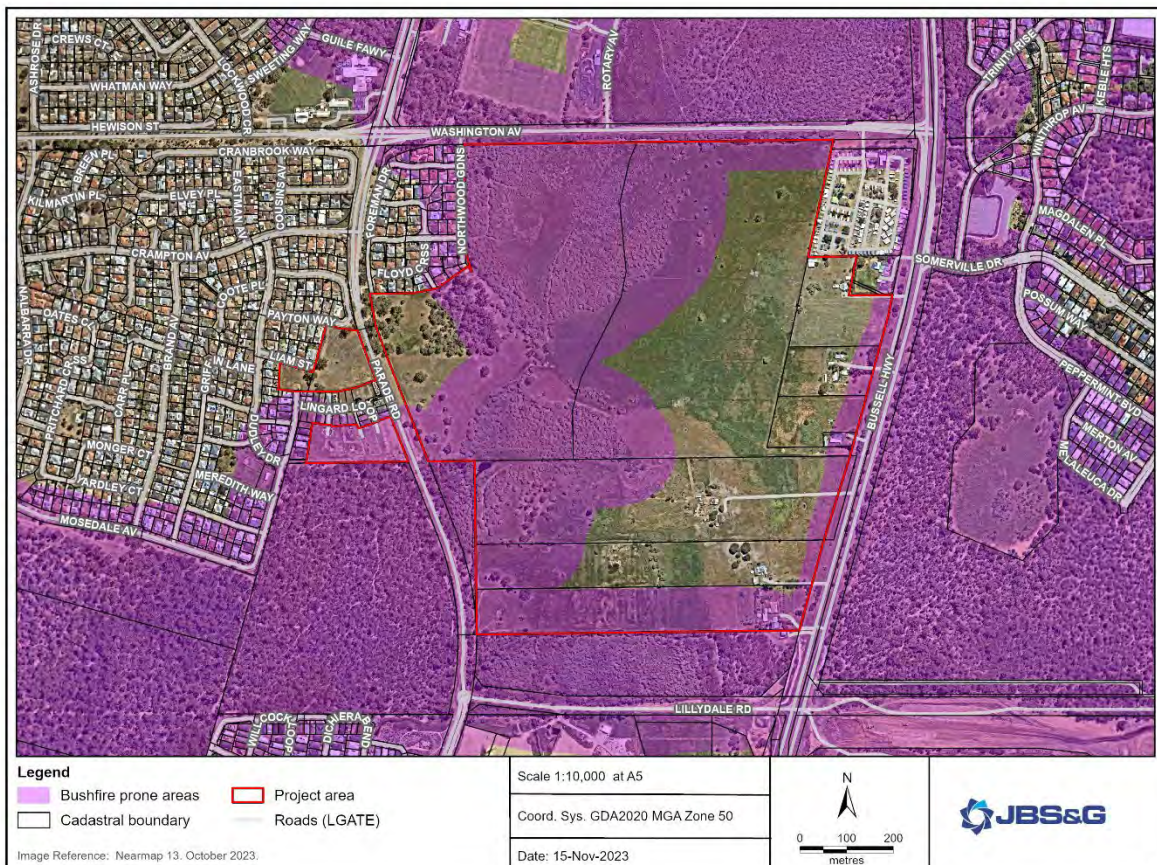 CREWS CT
ASHROSE DR
LOCKWOOD CR
SWEETING WAY
GUILE FAWY
WHATMAN WAY
ROTARY AV
TRINITY RISE
KEBLE HTS
WINTHROP AV
HEWISON ST
WASHINGTON AV
BREEN PL
CRANBROOK WAY
KILMARTIN PL
ELVEY PL
EASTMAN AV
COUSINS AV
FOREMAN DR
NORTHWOOD GDNS
MAGDALEN PL
CRAMPTON AV
FLOYD CRSS
SOMERVILLE DR
NALBARRA DR
COOTE PL
POSSUM WAY
OATES CL
PAYTON WAY
BRAND AV
LIAM ST
PARADE RD
PRITCHARD CRSS
CARR PL
W LANE
PEPPERMINT BVD
BUSSELL HWY
LINGARD LOOP
DUDLEY DR
MERTON AV
MONGER CT
MELALEUCA DR
YARDLEY CT
MEREDITH WAY
MOSEDALE AV
LILLYDALE RD
WILLCOCK LOOP
DICHIERA BEND
Legend
Bushfire prone areas
Project area
Cadastral boundary
Roads (LGATE)
Image Reference: Nearmap 13. October 2023.
Scale 1:10,000 at A5
Coord. Sys. GDA2020 MGA Zone 50
Date: 15-Nov-2023
N
0 100 200
metres
JBS&G